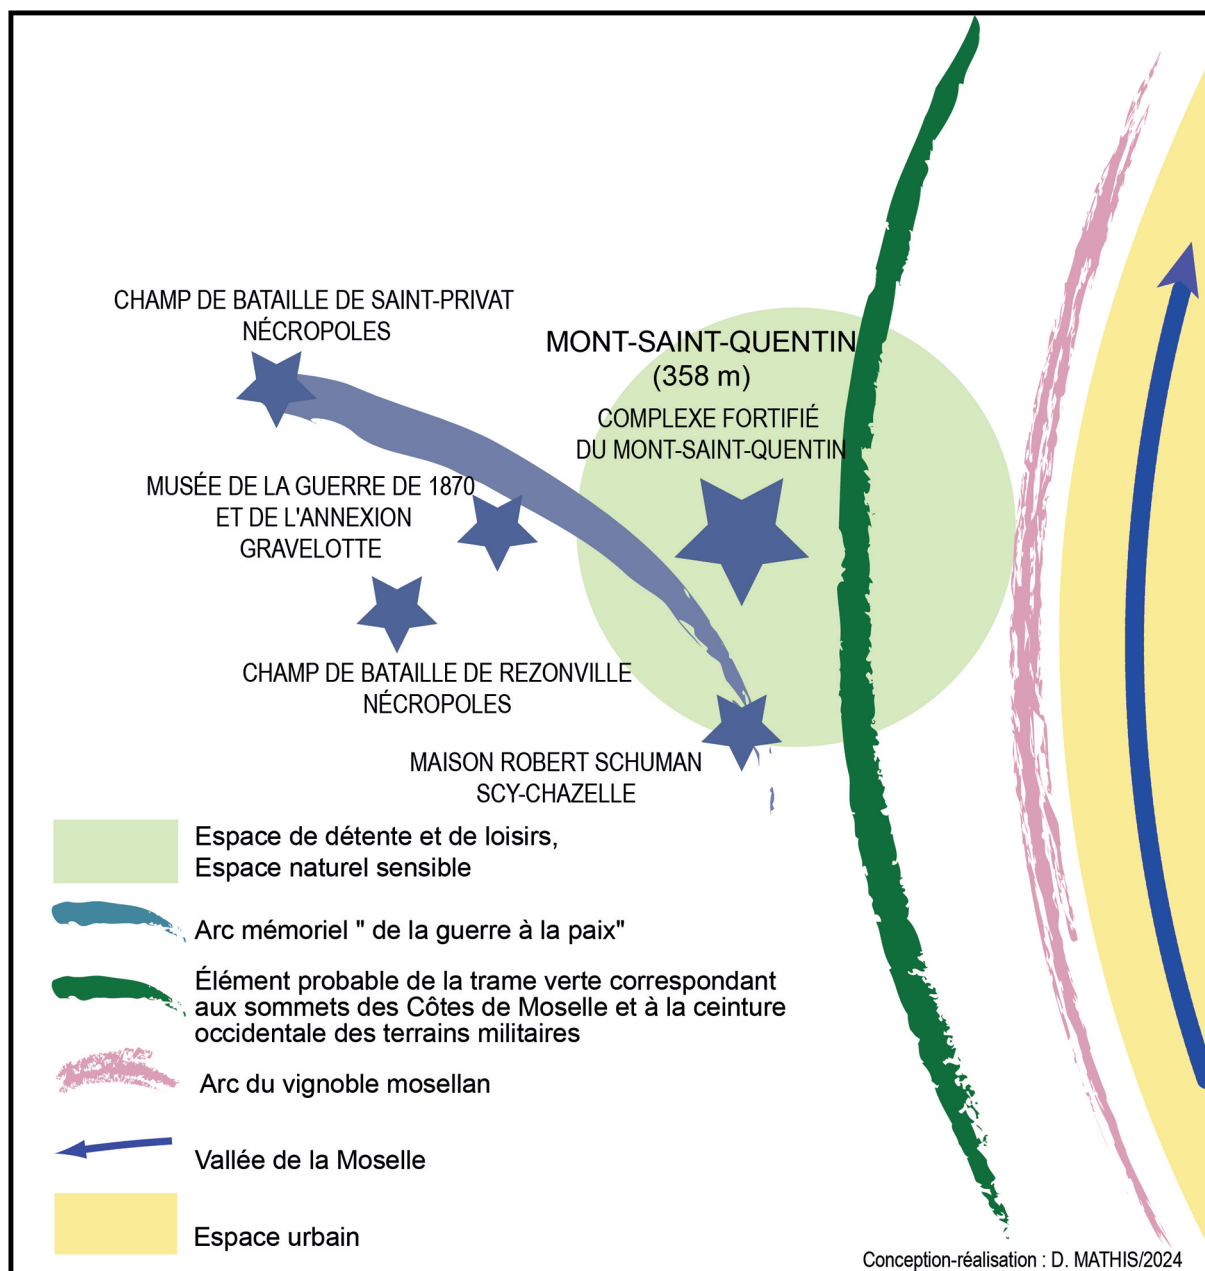 CHAMP DE BATAILLE DE SAINT-PRIVAT
NÉCROPOLES
MONT-SAINT-QUENTIN
(358 m)
COMPLEXE FORTIFIÉ
DU MONT-SAINT-QUENTIN
MUSÉE DE LA GUERRE DE 1870
ET DE L'ANNEXION
GRAVELOTTE
CHAMP DE BATAILLE DE REZONVILLE
NÉCROPOLES
MAISON ROBERT SCHUMAN
SCY-CHAZELLE
Espace de détente et de loisirs,
Espace naturel sensible
Arc mémoriel " de la guerre à la paix"
Élément probable de la trame verte correspondant
aux sommets des Côtes de Moselle et à la ceinture
occidentale des terrains militaires
Arc du vignoble mosellan
Vallée de la Moselle
Espace urbain
Conception-réalisation : D. MATHIS/2024